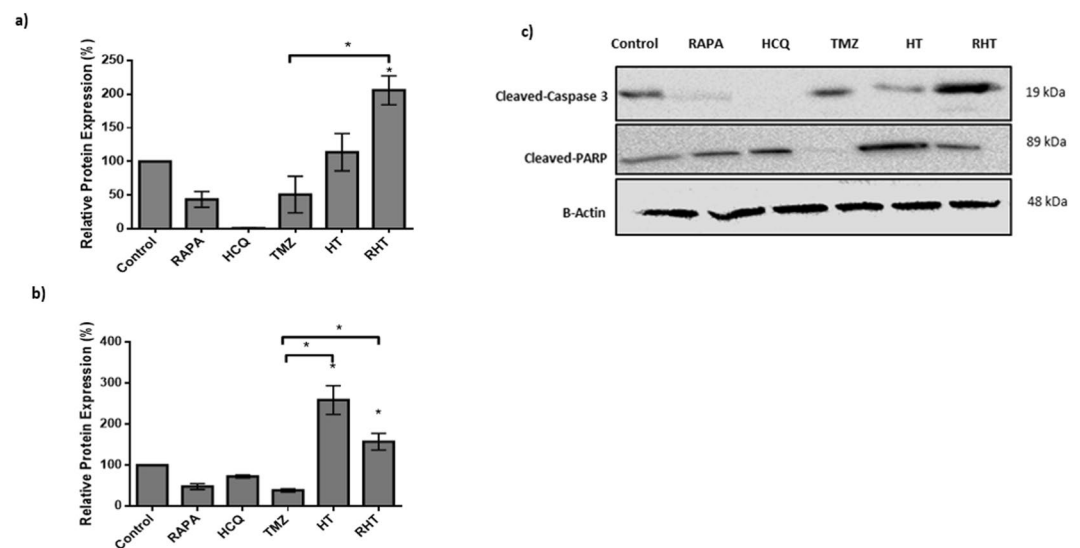 a)
Relative Protein Expression (%)
250
200
150
100
50
0
*
*
Control
RAPA
HCQ
TMZ
HT
RHT
b)
Relative Protein Expression (%)
400
300
200
100
0
*
*
*
*
Control
RAPA
HCQ
TMZ
HT
RHT
c)
Control RAPA HCQ TMZ HT RHT
Cleaved-Caspase 3 19 kDa
Cleaved-PARP 89 kDa
B-Actin 48 kDa